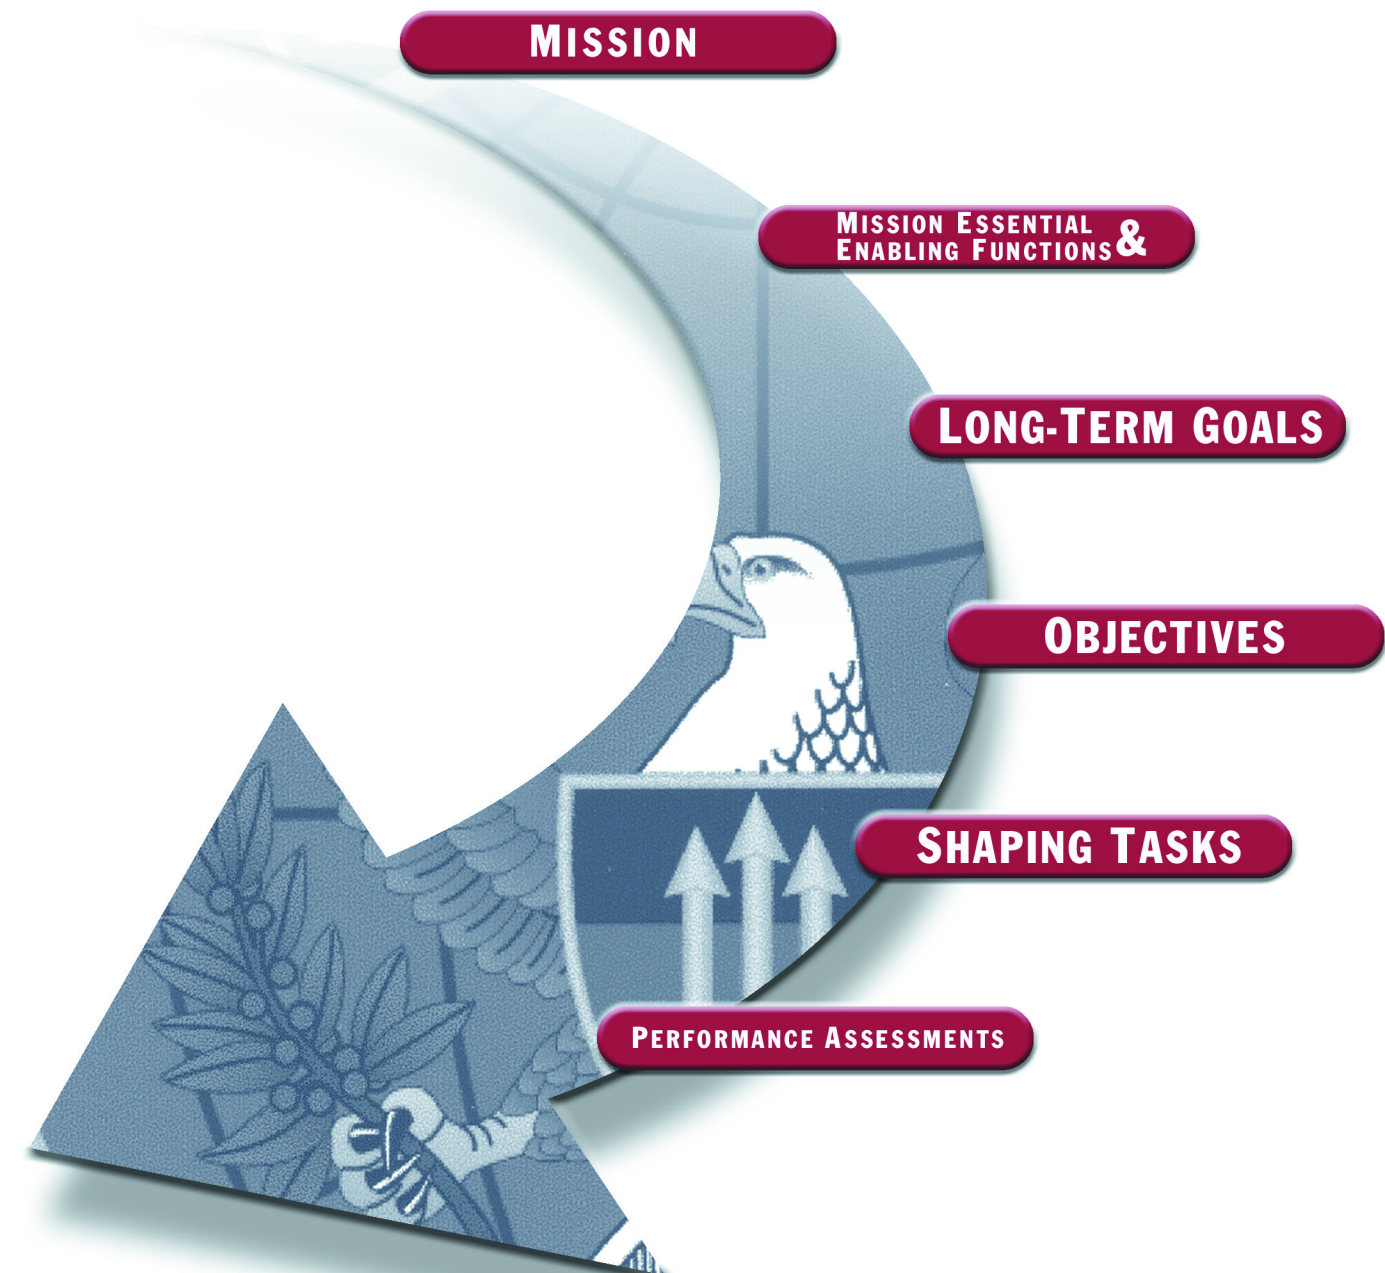 MISSION
MISSION ESSENTIAL &
ENABLING FUNCTIONS
LONG-TERM GOALS
OBJECTIVES
SHAPING TASKS
PERFORMANCE ASSESSMENTS